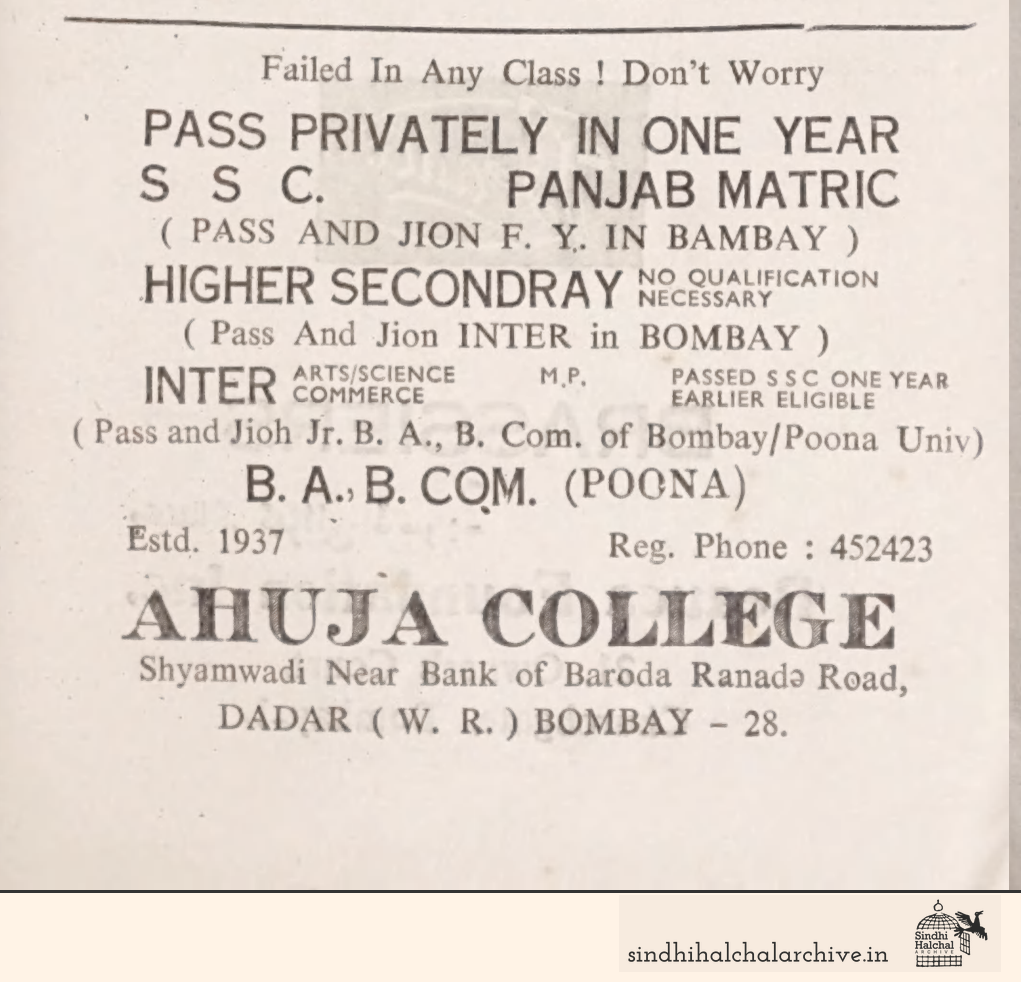 Failed In Any Class ! Don't Worry
PASS PRIVATELY IN ONE YEAR
S S C. PANJAB MATRIC
( PASS AND JION F. Y. IN BAMBAY )
HIGHER SECONDRAY NO QUALIFICATION NECESSARY
( Pass And Jion INTER in BOMBAY )
INTER ARTS/SCIENCE COMMERCE M.P. PASSED S S C ONE YEAR EARLIER ELIGIBLE
( Pass and Jioh Jr. B. A., B. Com. of Bombay/Poona Univ)
B. A., B. COM. (POONA)
Estd. 1937 Reg. Phone : 452423
AHUJA COLLEGE
Shyamwadi Near Bank of Baroda Ranade Road,
DADAR ( W. R. ) BOMBAY – 28.
sindhihalchalarchive.in
Sindhi
Halchal
ARCHIVE